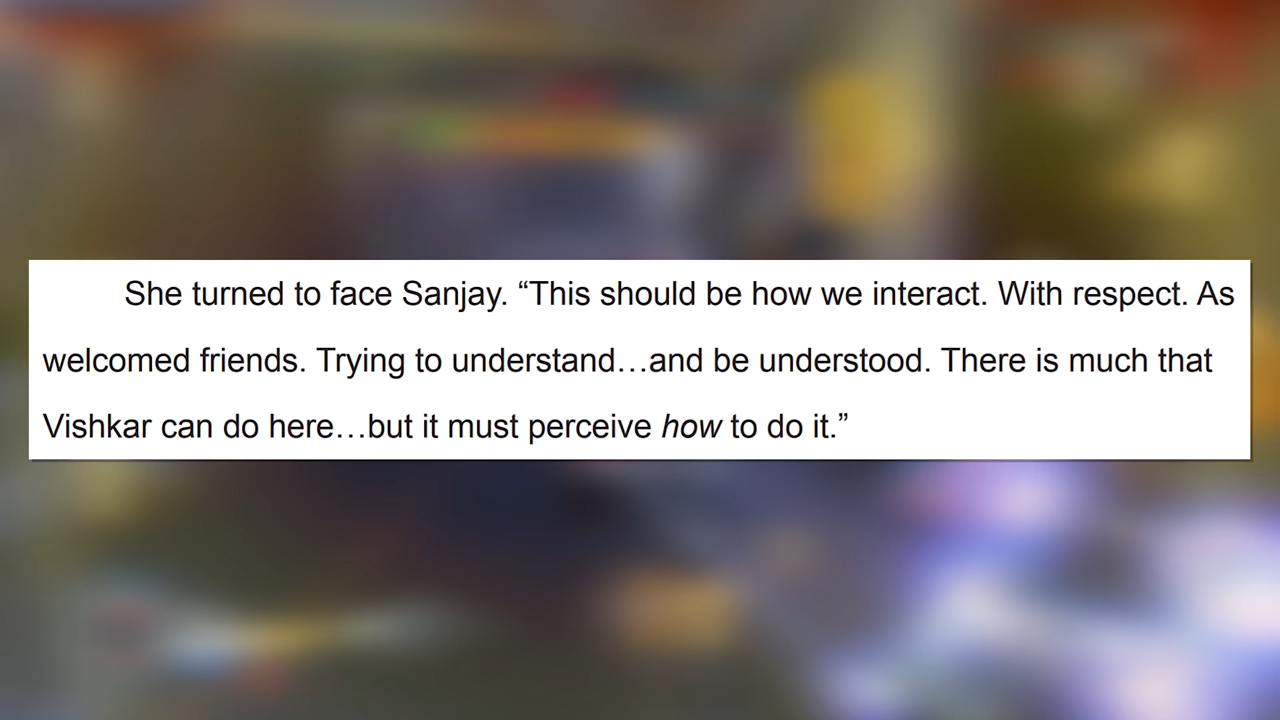 She turned to face Sanjay. “This should be how we interact. With respect. As
welcomed friends. Trying to understand…and be understood. There is much that
Vishkar can do here…but it must perceive how to do it.”